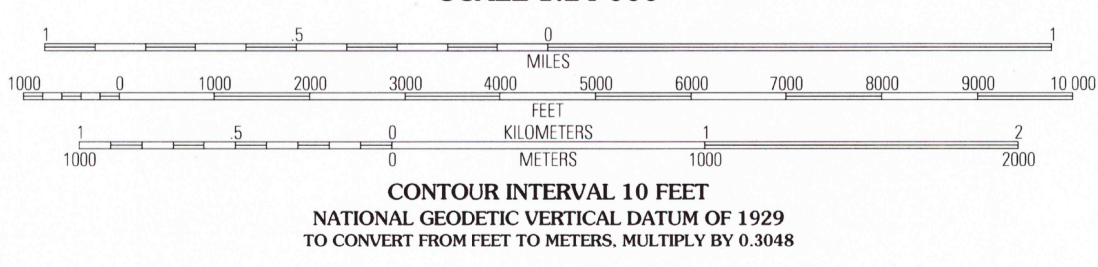 1 .5 0 1
MILES
1000 0 1000 2000 3000 4000 5000 6000 7000 8000 9000 10 000
FEET
1 .5 0 KILOMETERS 1 2
1000 0 METERS 1000 2000
CONTOUR INTERVAL 10 FEET
NATIONAL GEODETIC VERTICAL DATUM OF 1929
TO CONVERT FROM FEET TO METERS, MULTIPLY BY 0.3048